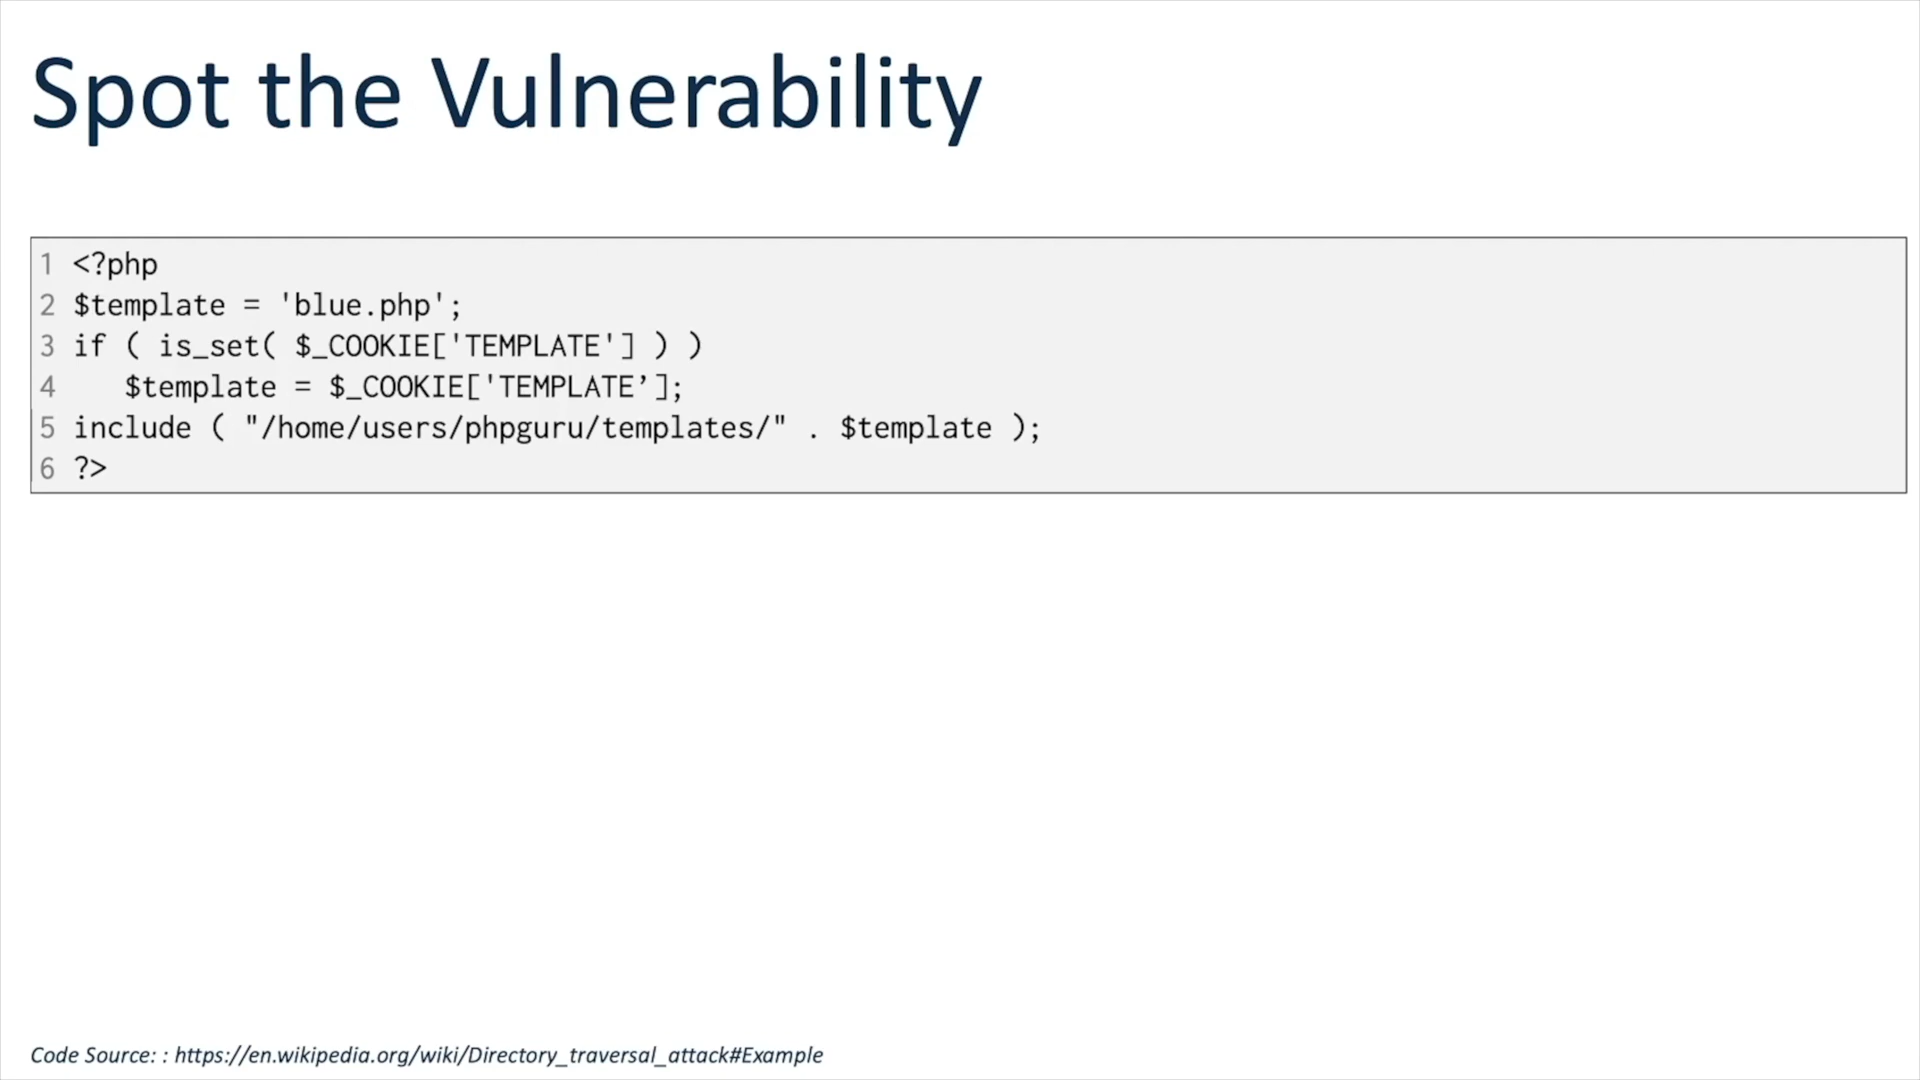 Spot the Vulnerability
1 <?php
2 $template = 'blue.php';
3 if ( is_set( $_COOKIE['TEMPLATE'] ) )
4    $template = $_COOKIE['TEMPLATE’];
5 include ( "/home/users/phpguru/templates/" . $template );
6 ?>
Code Source: : https://en.wikipedia.org/wiki/Directory_traversal_attack#Example